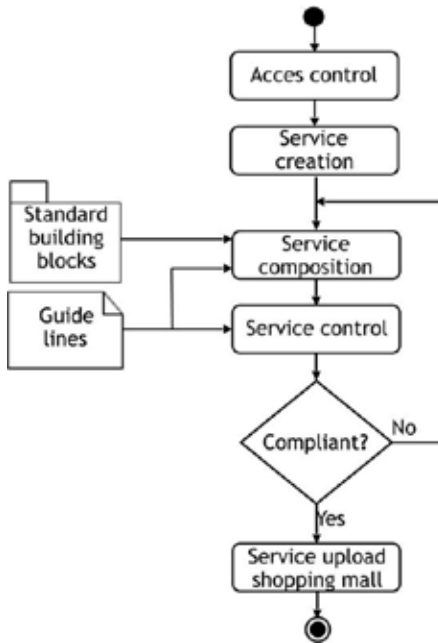 Acces control
Service
creation
Standard
building
blocks
Service
composition
Guide
lines
Service control
Compliant?
No
Yes
Service upload
shopping mall